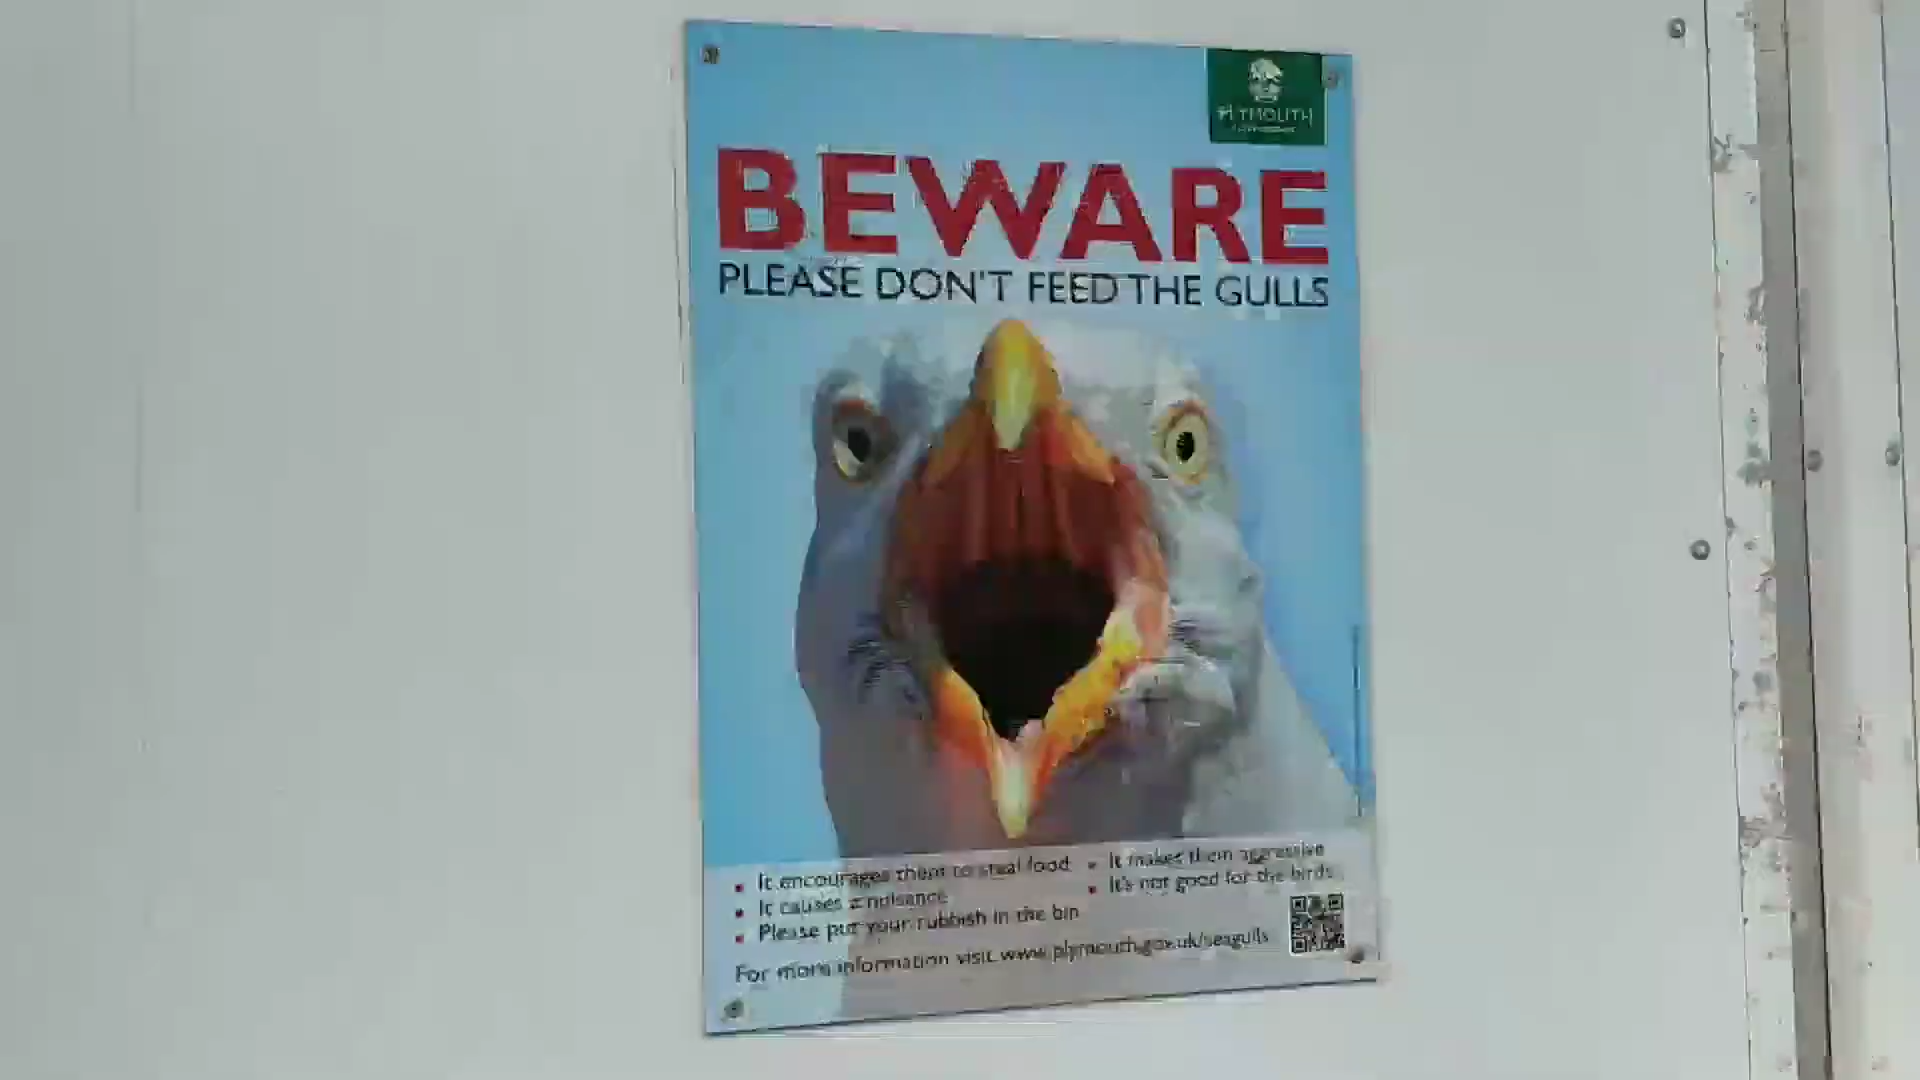 PLYMOUTH
BEWARE
PLEASE DON'T FEED THE GULLS
• It encourages them to steal food
• It causes a nuisance
• Please put your rubbish in the bin
• It makes them aggressive
• It's not good for the birds
For more information visit www.plymouth.gov.uk/seagulls